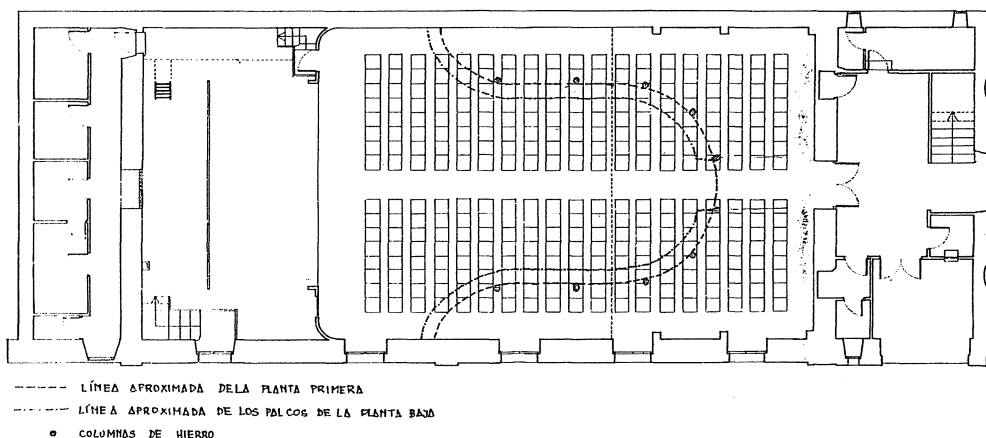 LÍNEA APROXIMADA DE LA PLANTA PRIMERA
LÍNEA APROXIMADA DE LOS PALCOS DE LA PLANTA BAJA
COLUMNAS DE HIERRO